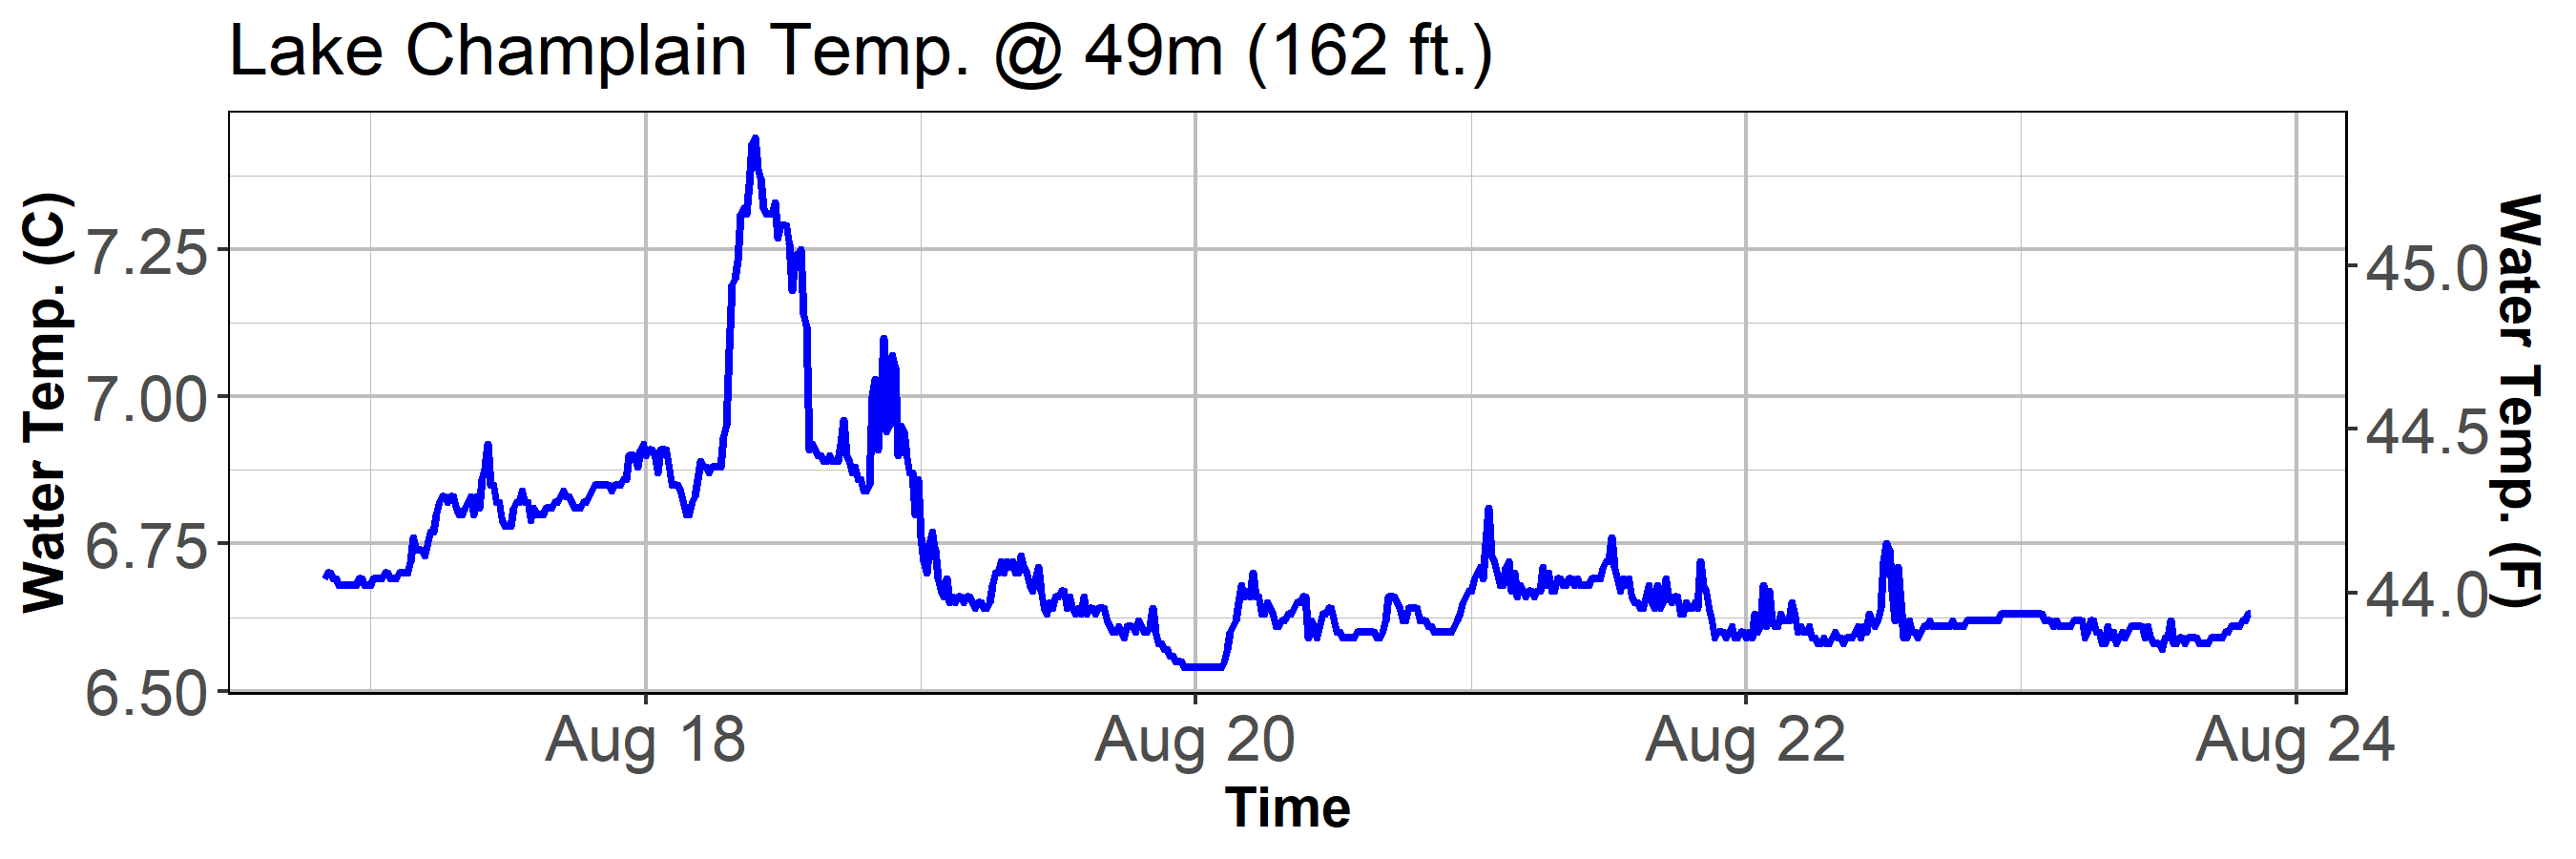 Lake Champlain Temp. @ 49m (162 ft.)
Water Temp. (C)
7.25
7.00
6.75
6.50
45.0
44.5
44.0
Water Temp. (F)
Aug 18 Aug 20 Aug 22 Aug 24
Time